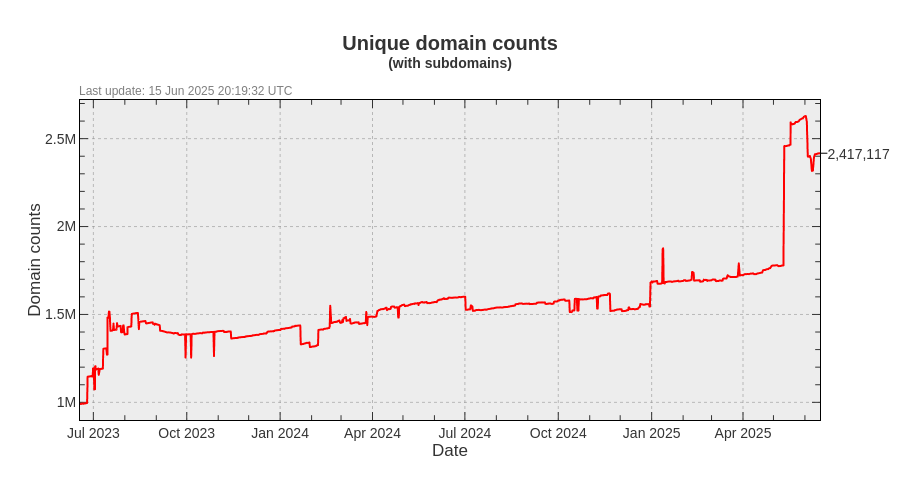 Unique domain counts
(with subdomains)
Last update: 15 Jun 2025 20:19:32 UTC
2.5M
2,417,117
2M
Domain counts
1.5M
1M
Jul 2023 Oct 2023 Jan 2024 Apr 2024 Jul 2024 Oct 2024 Jan 2025 Apr 2025
Date